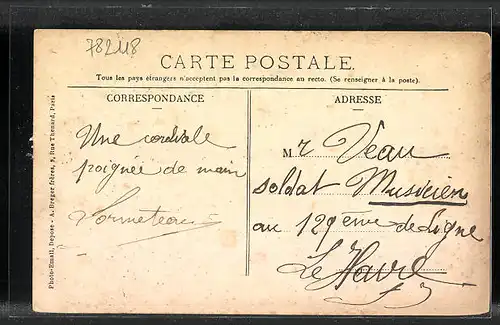 78248
CARTE POSTALE
Tous les pays étrangers n'acceptent pas la correspondance au recto. (Se renseigner à la poste).
CORRESPONDANCE
ADRESSE
Une cordiale
poignée de main
Mr Veau
soldat Musicien
au 129eme de Ligne
Le Havre
Photo-Email, Déposé - A. Breger frères, 9, Rue Thénard, Paris